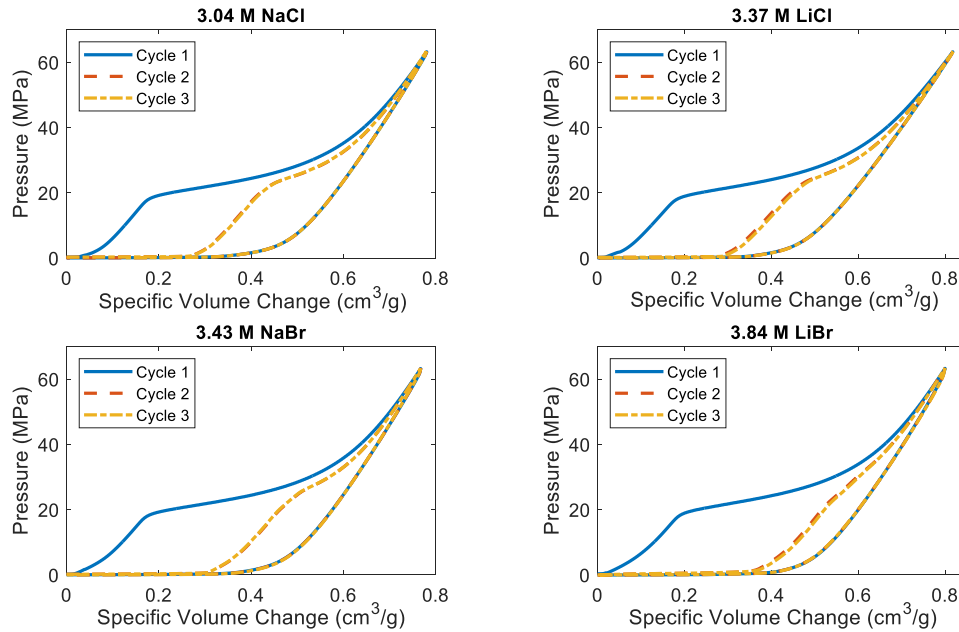 3.04 M NaCl
Pressure (MPa)
60
40
20
0
Cycle 1
Cycle 2
Cycle 3
0 0.2 0.4 0.6 0.8
Specific Volume Change (cm³/g)
3.37 M LiCl
Pressure (MPa)
60
40
20
0
Cycle 1
Cycle 2
Cycle 3
0 0.2 0.4 0.6 0.8
Specific Volume Change (cm³/g)
3.43 M NaBr
Pressure (MPa)
60
40
20
0
Cycle 1
Cycle 2
Cycle 3
0 0.2 0.4 0.6 0.8
Specific Volume Change (cm³/g)
3.84 M LiBr
Pressure (MPa)
60
40
20
0
Cycle 1
Cycle 2
Cycle 3
0 0.2 0.4 0.6 0.8
Specific Volume Change (cm³/g)